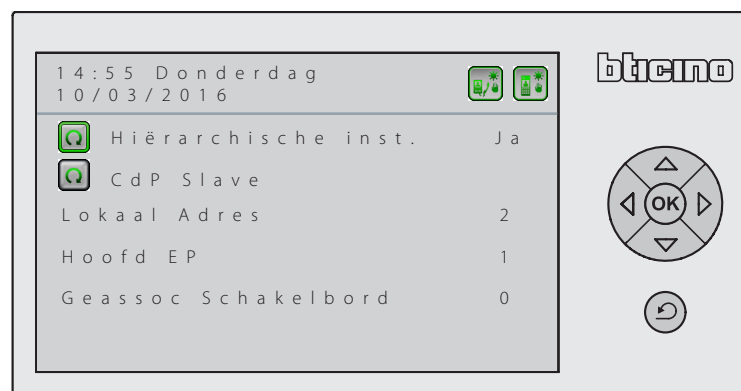 14:55 Donderdag
10/03/2016
bticino
Hiërarchische inst. Ja
CdP Slave
Lokaal Adres 2
Hoofd EP 1
Geassoc Schakelbord 0
OK